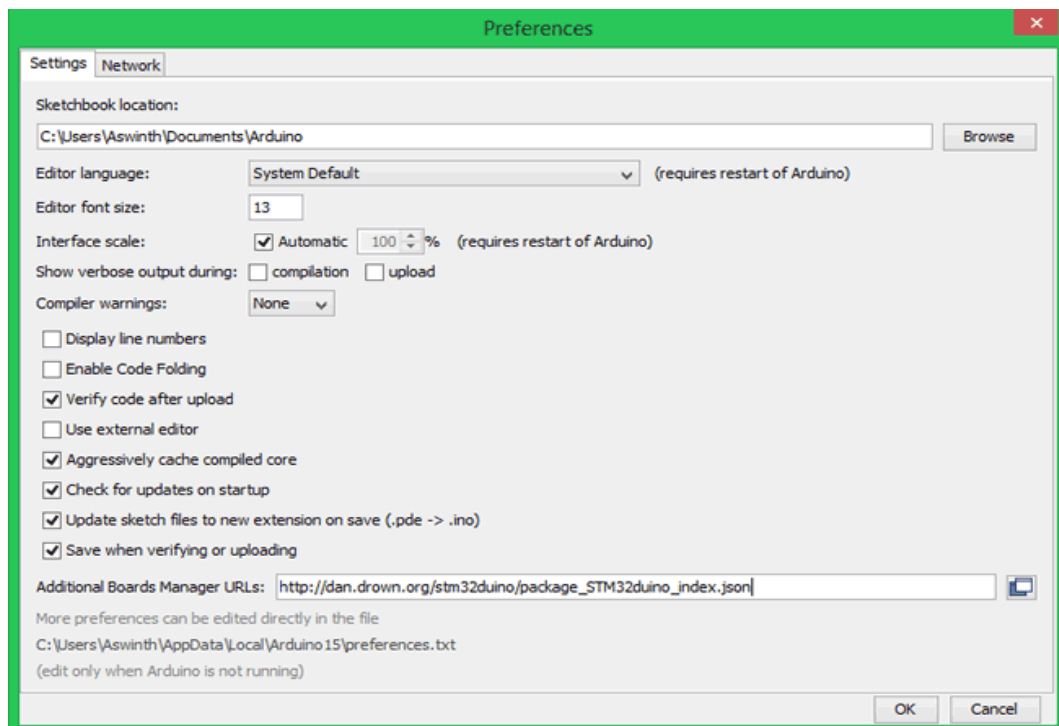 Preferences
Settings Network
Sketchbook location:
C:\Users\Aswinth\Documents\Arduino Browse
Editor language: System Default (requires restart of Arduino)
Editor font size: 13
Interface scale: Automatic 100 % (requires restart of Arduino)
Show verbose output during: compilation upload
Compiler warnings: None
Display line numbers
Enable Code Folding
Verify code after upload
Use external editor
Aggressively cache compiled core
Check for updates on startup
Update sketch files to new extension on save (.pde -> .ino)
Save when verifying or uploading
Additional Boards Manager URLs: http://dan.drown.org/stm32duino/package_STM32duino_index.json
More preferences can be edited directly in the file
C:\Users\Aswinth\AppData\Local\Arduino15\preferences.txt
(edit only when Arduino is not running)
OK Cancel